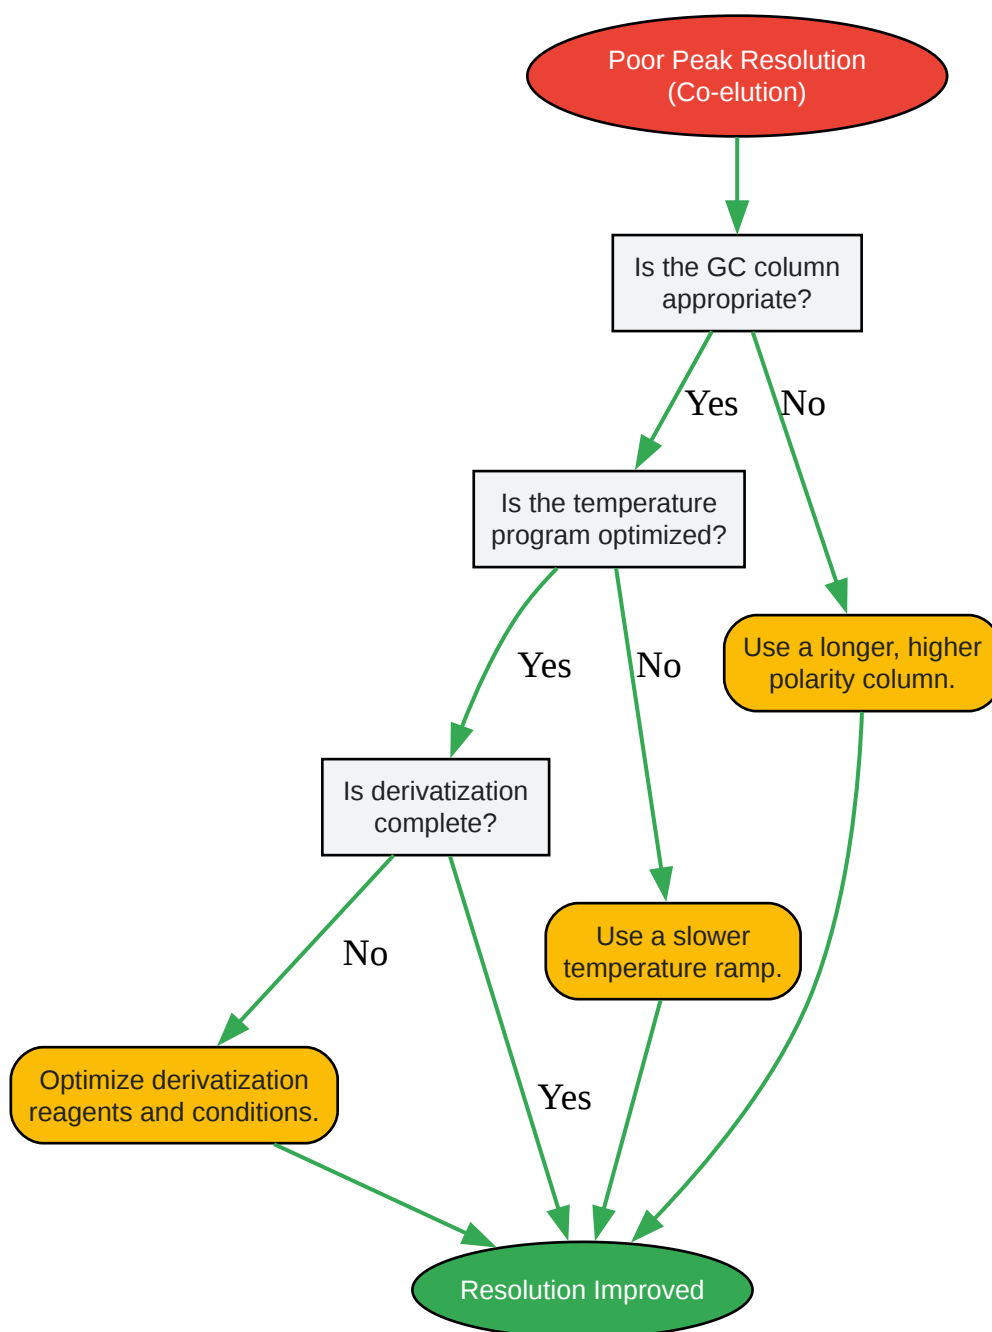 Poor Peak Resolution
(Co-elution)
Is the GC column
appropriate?
Yes
No
Is the temperature
program optimized?
Use a longer, higher
polarity column.
Yes
No
Is derivatization
complete?
Use a slower
temperature ramp.
No
Optimize derivatization
reagents and conditions.
Yes
Resolution Improved